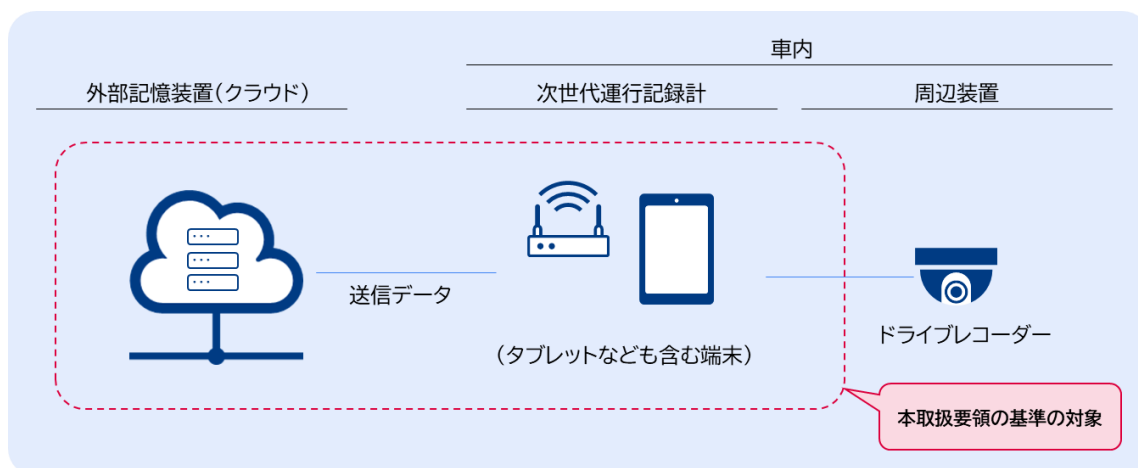 車内
外部記憶装置（クラウド）
次世代運行記録計
周辺装置
送信データ
（タブレットなども含む端末）
ドライブレコーダー
本取扱要領の基準の対象